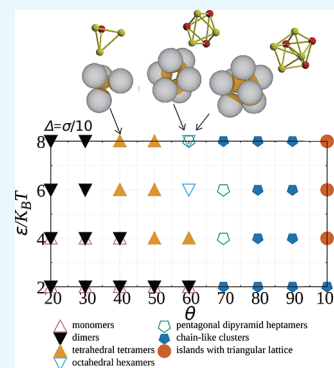 Δ=σ/10
8
6
4
2
ε/K_BT
20 30 40 50 60 70 80 90 10
θ
monomers
dimers
tetrahedral tetramers
octahedral hexamers
pentagonal dipyramid heptamers
chain-like clusters
islands with triangular lattice